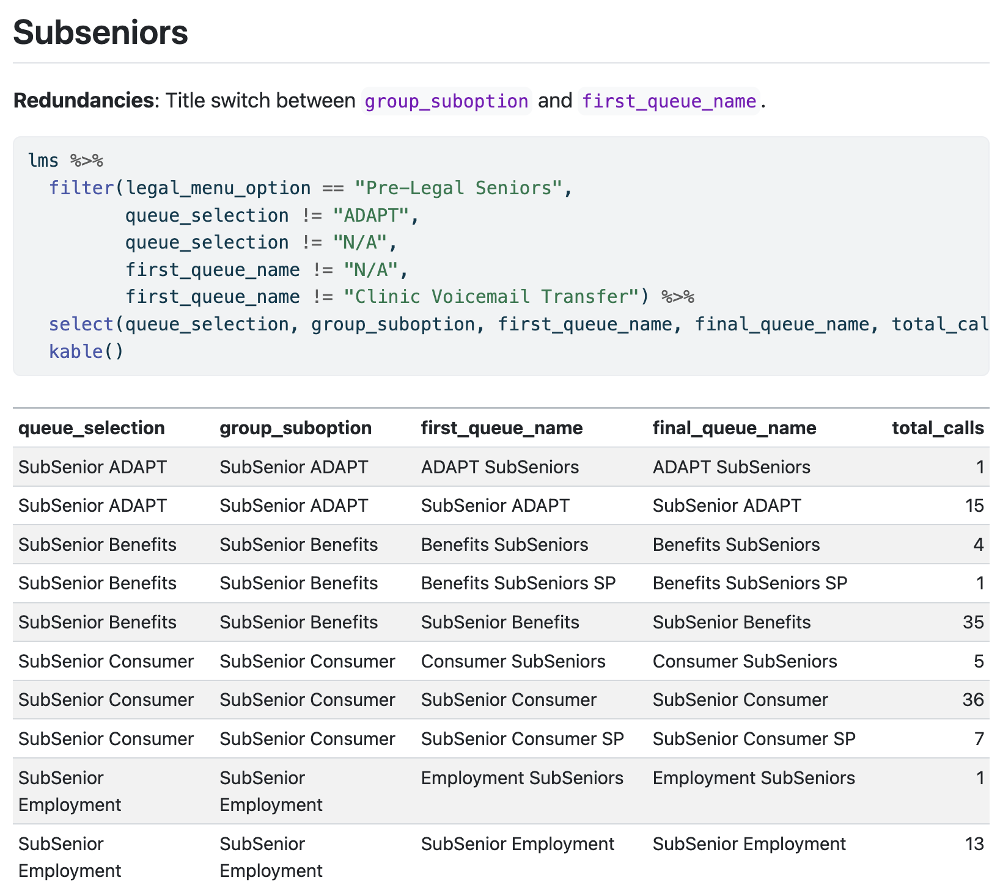 Subseniors
Redundancies: Title switch between group_suboption and first_queue_name.
lms %>%
  filter(legal_menu_option == "Pre-Legal Seniors",
         queue_selection != "ADAPT",
         queue_selection != "N/A",
         first_queue_name != "N/A",
         first_queue_name != "Clinic Voicemail Transfer") %>%
  select(queue_selection, group_suboption, first_queue_name, final_queue_name, total_cal
  kable()
queue_selection group_suboption first_queue_name final_queue_name total_calls
SubSenior ADAPT SubSenior ADAPT ADAPT SubSeniors ADAPT SubSeniors 1
SubSenior ADAPT SubSenior ADAPT SubSenior ADAPT SubSenior ADAPT 15
SubSenior Benefits SubSenior Benefits Benefits SubSeniors Benefits SubSeniors 4
SubSenior Benefits SubSenior Benefits Benefits SubSeniors SP Benefits SubSeniors SP 1
SubSenior Benefits SubSenior Benefits SubSenior Benefits SubSenior Benefits 35
SubSenior Consumer SubSenior Consumer Consumer SubSeniors Consumer SubSeniors 5
SubSenior Consumer SubSenior Consumer SubSenior Consumer SubSenior Consumer 36
SubSenior Consumer SubSenior Consumer SubSenior Consumer SP SubSenior Consumer SP 7
SubSenior SubSenior Employment SubSeniors Employment SubSeniors 1
Employment Employment
SubSenior SubSenior SubSenior Employment SubSenior Employment 13
Employment Employment